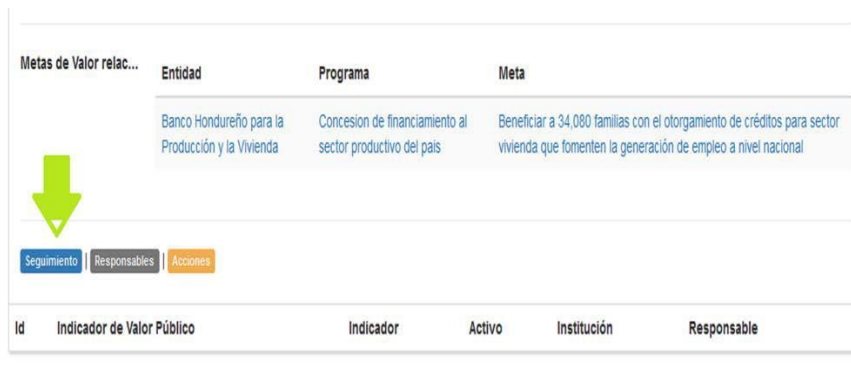 Metas de Valor relac... Entidad Programa Meta
Banco Hondureño para la Concesion de financiamiento al Beneficiar a 34,080 familias con el otorgamiento de créditos para sector
Producción y la Vivienda sector productivo del pais vivienda que fomenten la generación de empleo a nivel nacional
Seguimiento | Responsables | Acciones
Id Indicador de Valor Público Indicador Activo Institución Responsable